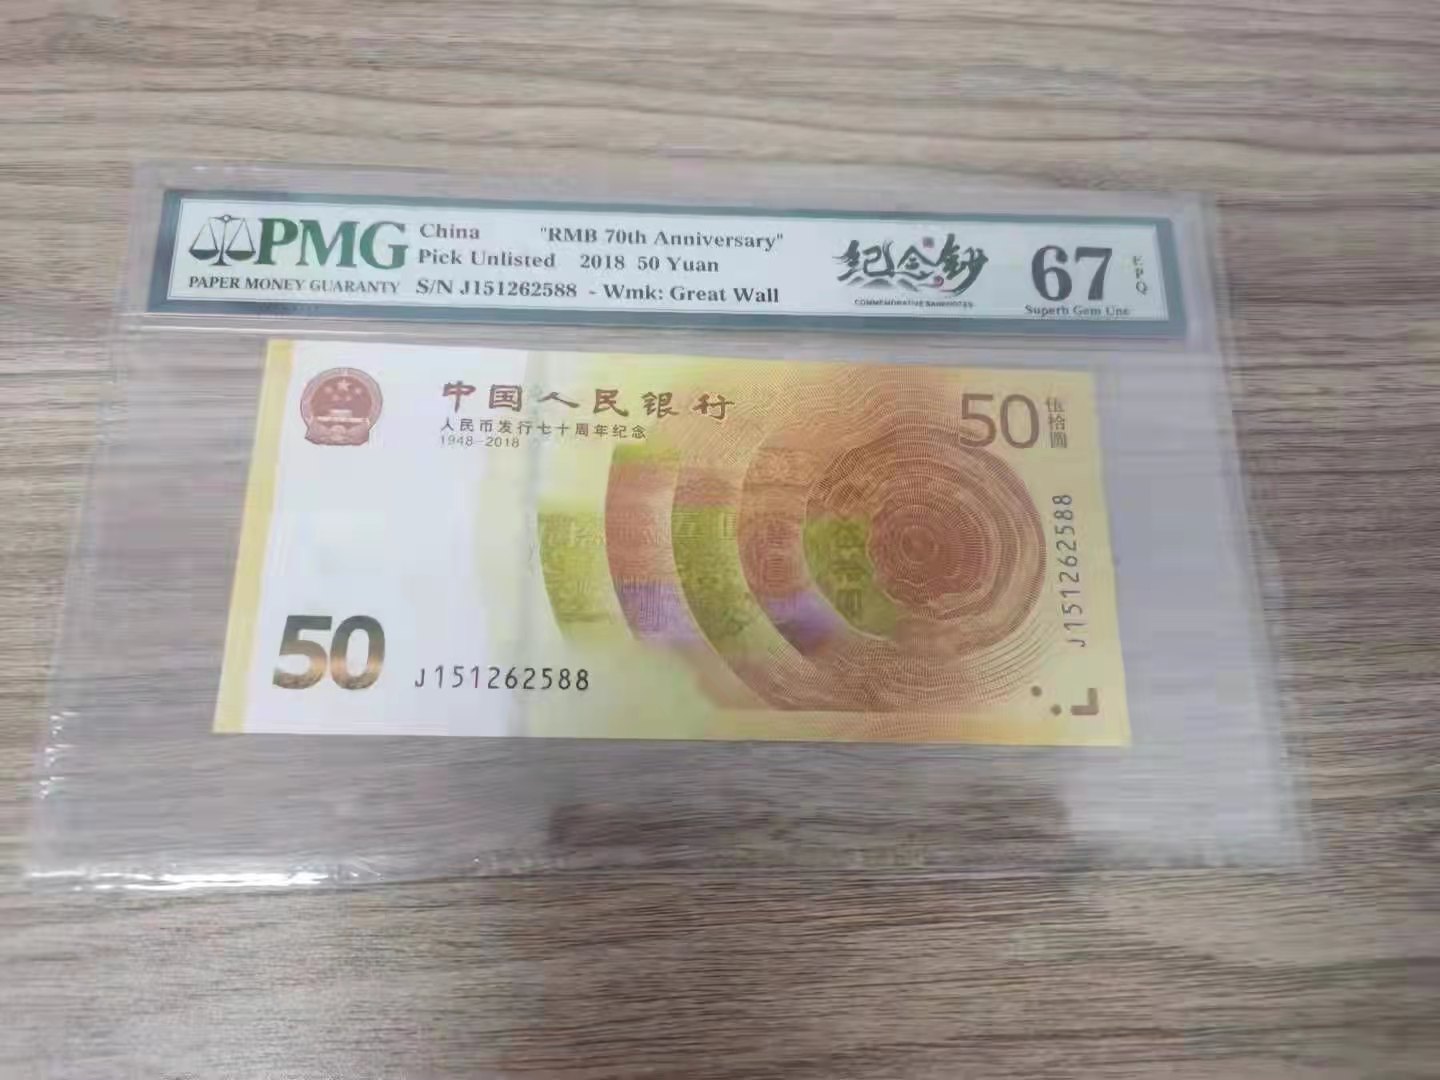 PMG
PAPER MONEY GUARANTY
China "RMB 70th Anniversary"
Pick Unlisted 2018 50 Yuan
S/N J151262588 - Wmk: Great Wall
纪念钞
COMMEMORATIVE BANKNOTES
67
EPQ
Superb Gem Unc
中国人民银行
人民币发行七十周年纪念
1948-2018
50
伍拾圆
J151262588
50
J151262588